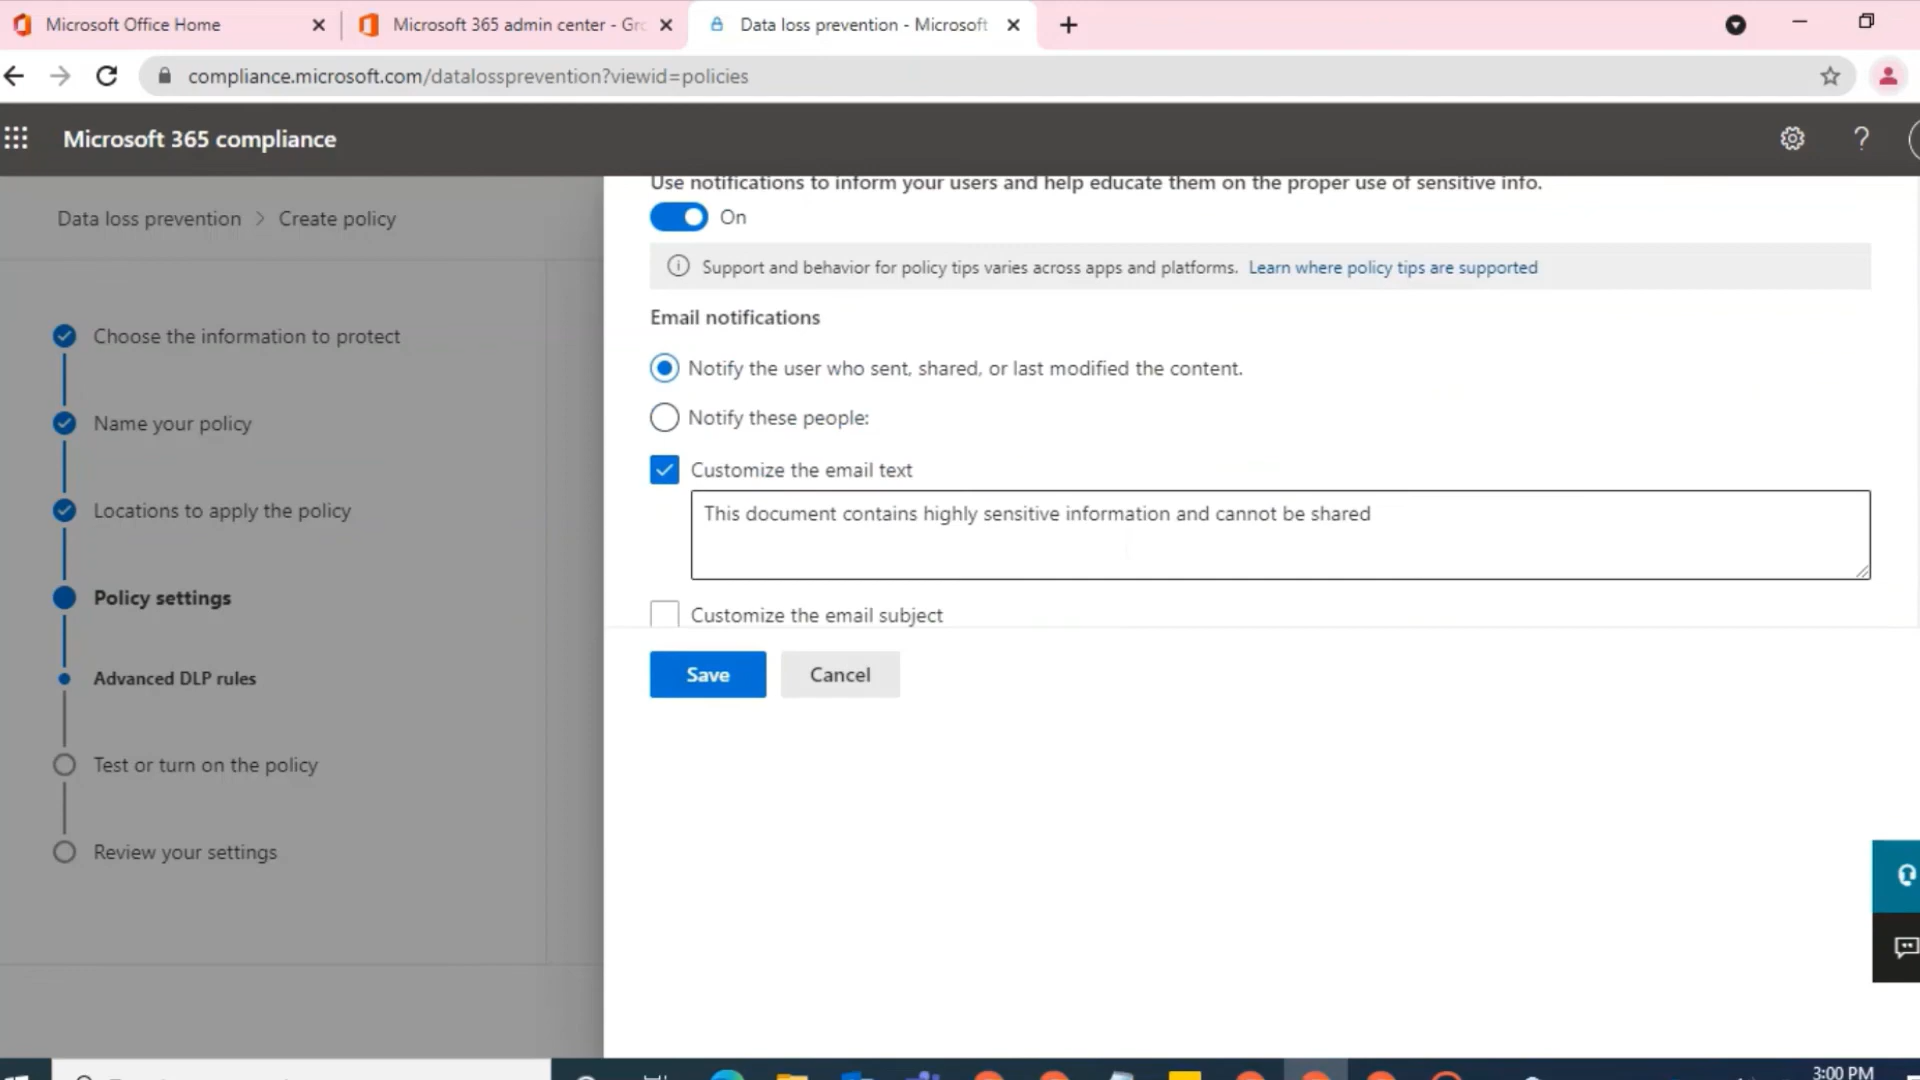 Microsoft Office Home
Microsoft 365 admin center - Gr
Data loss prevention - Microsoft
compliance.microsoft.com/datalossprevention?viewid=policies
Microsoft 365 compliance
Use notifications to inform your users and help educate them on the proper use of sensitive info.
Data loss prevention > Create policy
On
Support and behavior for policy tips varies across apps and platforms. Learn where policy tips are supported
Email notifications
Choose the information to protect
Notify the user who sent, shared, or last modified the content.
Name your policy
Notify these people:
Customize the email text
Locations to apply the policy
This document contains highly sensitive information and cannot be shared
Policy settings
Customize the email subject
Save
Cancel
Advanced DLP rules
Test or turn on the policy
Review your settings
3:00 PM